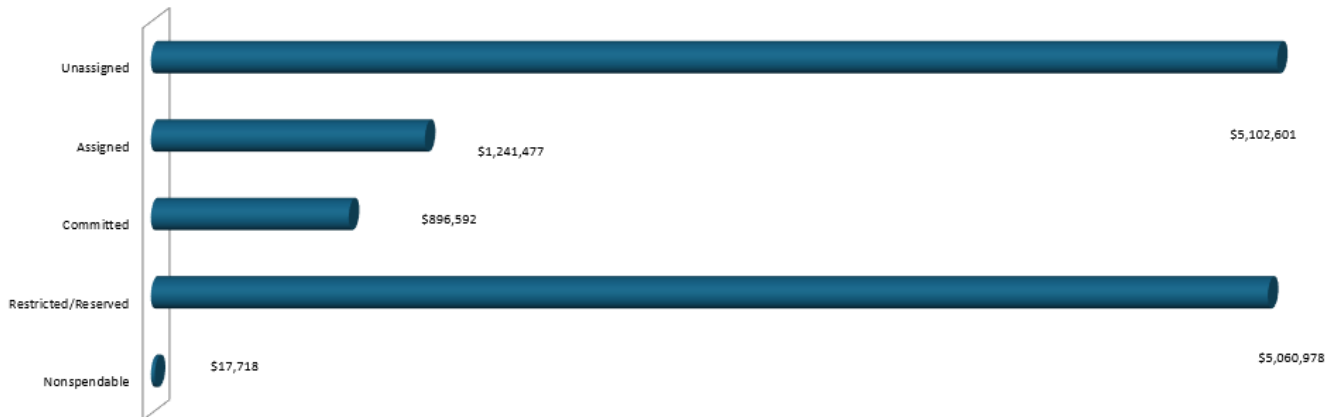 Unassigned
$5,102,601
Assigned
$1,241,477
Committed
$896,592
Restricted/Reserved
$5,060,978
Nonspendable
$17,718